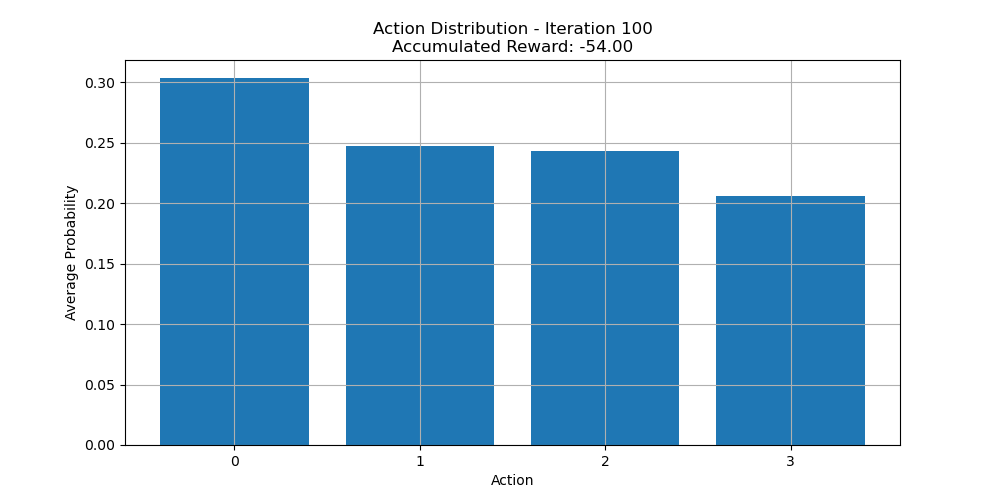 Action Distribution - Iteration 100
Accumulated Reward: -54.00
Average Probability
0.30
0.25
0.20
0.15
0.10
0.05
0.00
0 1 2 3
Action